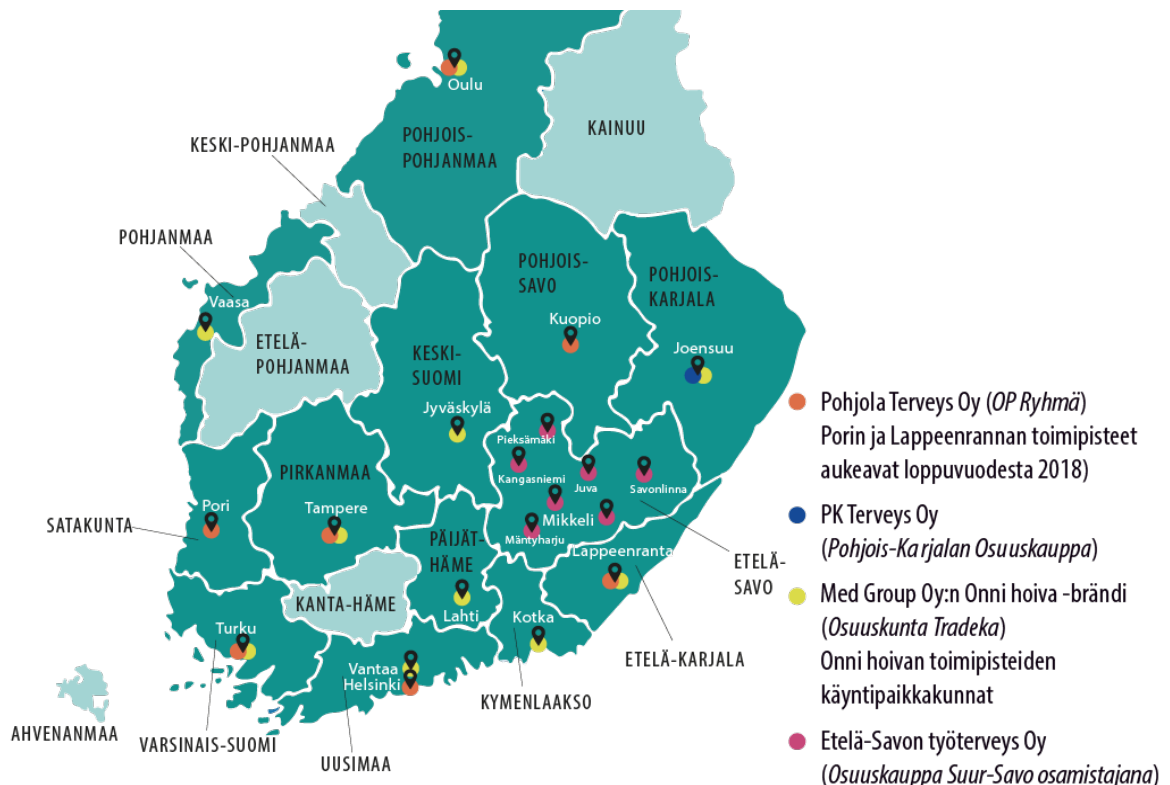 Oulu
KAINUU
POHJOIS-
POHJANMAA
KESKI-POHJANMAA
POHJANMAA
POHJOIS-
SAVO
POHJOIS-
KARJALA
Vaasa
Kuopio
ETELÄ-
POHJANMAA
KESKI-
SUOMI
Joensuu
Jyväskylä
Pieksämäki
PIRKANMAA
Kangasniemi
Juva
Savonlinna
Pori
Tampere
SATAKUNTA
Mikkeli
Mäntyharju
PÄIJÄT-
HÄME
Lappeenranta
ETELÄ-
SAVO
KANTA-HÄME
Lahti
Kotka
Turku
ETELÄ-KARJALA
Vantaa
Helsinki
KYMENLAAKSO
AHVENANMAA
VARSINAIS-SUOMI
UUSIMAA
Pohjola Terveys Oy (OP Ryhmä)
Porin ja Lappeenrannan toimipisteet
aukeavat loppuvuodesta 2018)
PK Terveys Oy
(Pohjois-Karjalan Osuuskauppa)
Med Group Oy:n Onni hoiva -brändi
(Osuuskunta Tradeka)
Onni hoivan toimipisteiden
käyntipaikkakunnat
Etelä-Savon työterveys Oy
(Osuuskauppa Suur-Savo osamistajana)